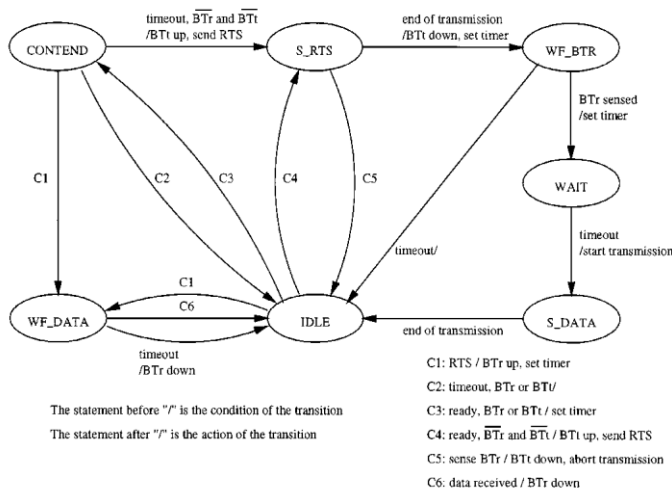 timeout, B̅T̅r̅ and B̅T̅t̅
/BTt up, send RTS
end of transmission
/BTt down, set timer
CONTEND
S_RTS
WF_BTR
BTr sensed
/set timer
C1
C2
C3
C4
C5
WAIT
timeout/
timeout
/start transmission
C1
C6
WF_DATA
IDLE
S_DATA
end of transmission
timeout
/BTr down
C1: RTS / BTr up, set timer
C2: timeout, BTr or BTt/
The statement before "/" is the condition of the transition
C3: ready, BTr or BTt / set timer
The statement after "/" is the action of the transition
C4: ready, B̅T̅r̅ and B̅T̅t̅ / BTt up, send RTS
C5: sense BTr / BTt down, abort transmission
C6: data received / BTr down